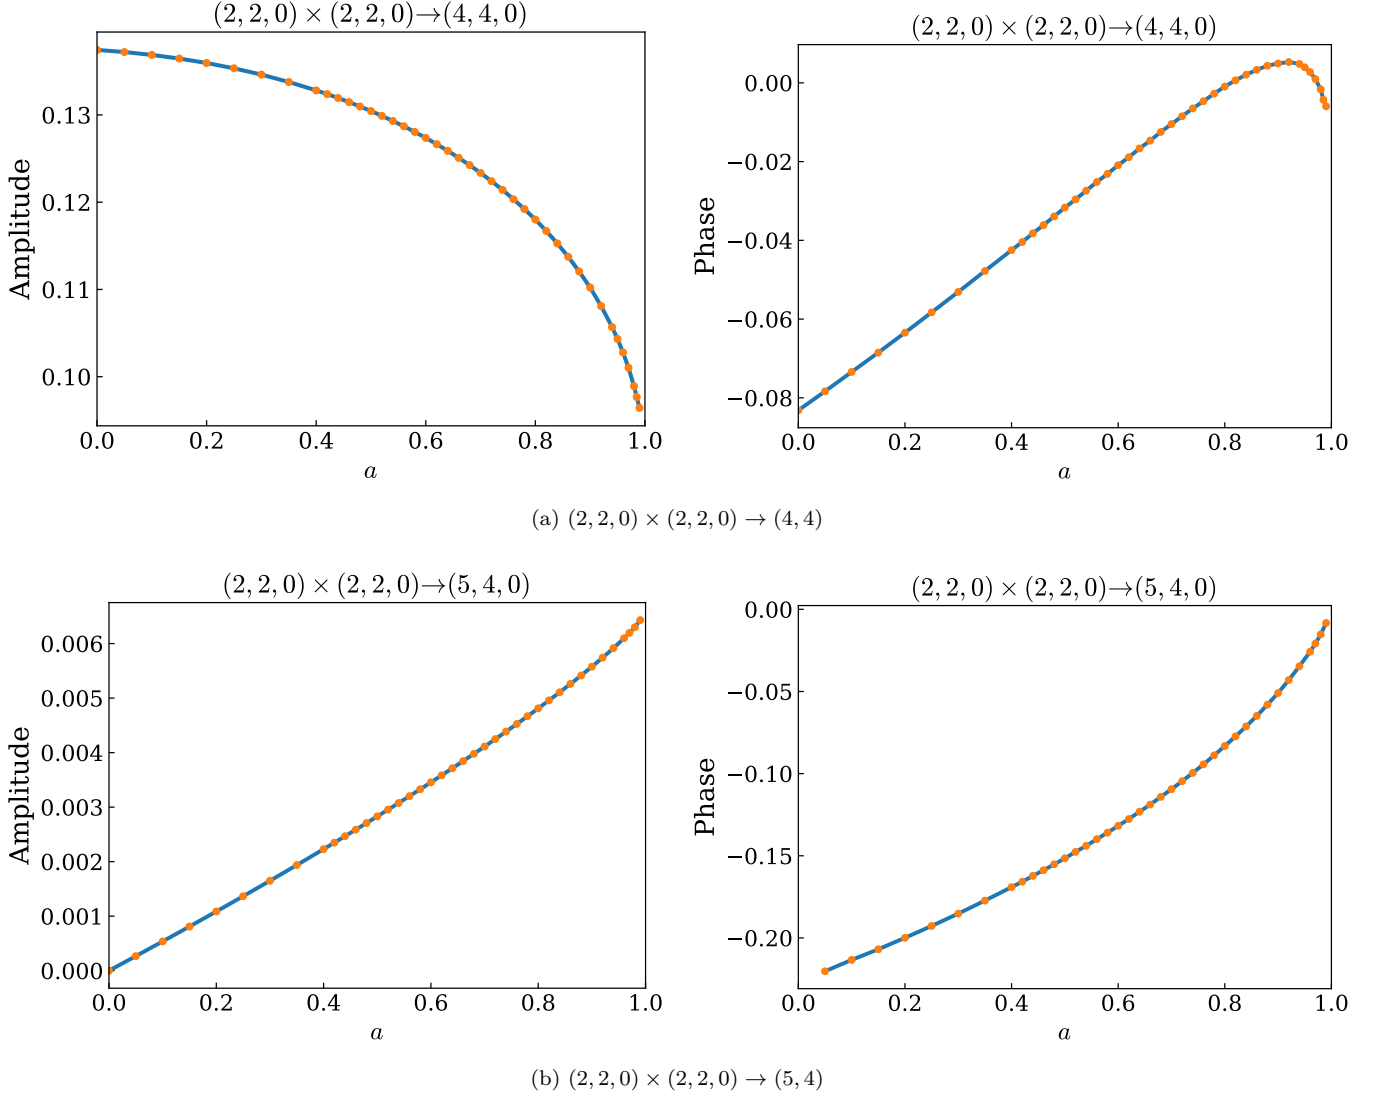 (2, 2, 0) × (2, 2, 0)→(4, 4, 0)
Amplitude
0.13
0.12
0.11
0.10
0.0 0.2 0.4 0.6 0.8 1.0
a
(2, 2, 0) × (2, 2, 0)→(4, 4, 0)
Phase
0.00
−0.02
−0.04
−0.06
−0.08
0.0 0.2 0.4 0.6 0.8 1.0
a
(a) (2, 2, 0) × (2, 2, 0) → (4, 4)
(2, 2, 0) × (2, 2, 0)→(5, 4, 0)
Amplitude
0.006
0.005
0.004
0.003
0.002
0.001
0.000
0.0 0.2 0.4 0.6 0.8 1.0
a
(2, 2, 0) × (2, 2, 0)→(5, 4, 0)
Phase
0.00
−0.05
−0.10
−0.15
−0.20
0.0 0.2 0.4 0.6 0.8 1.0
a
(b) (2, 2, 0) × (2, 2, 0) → (5, 4)